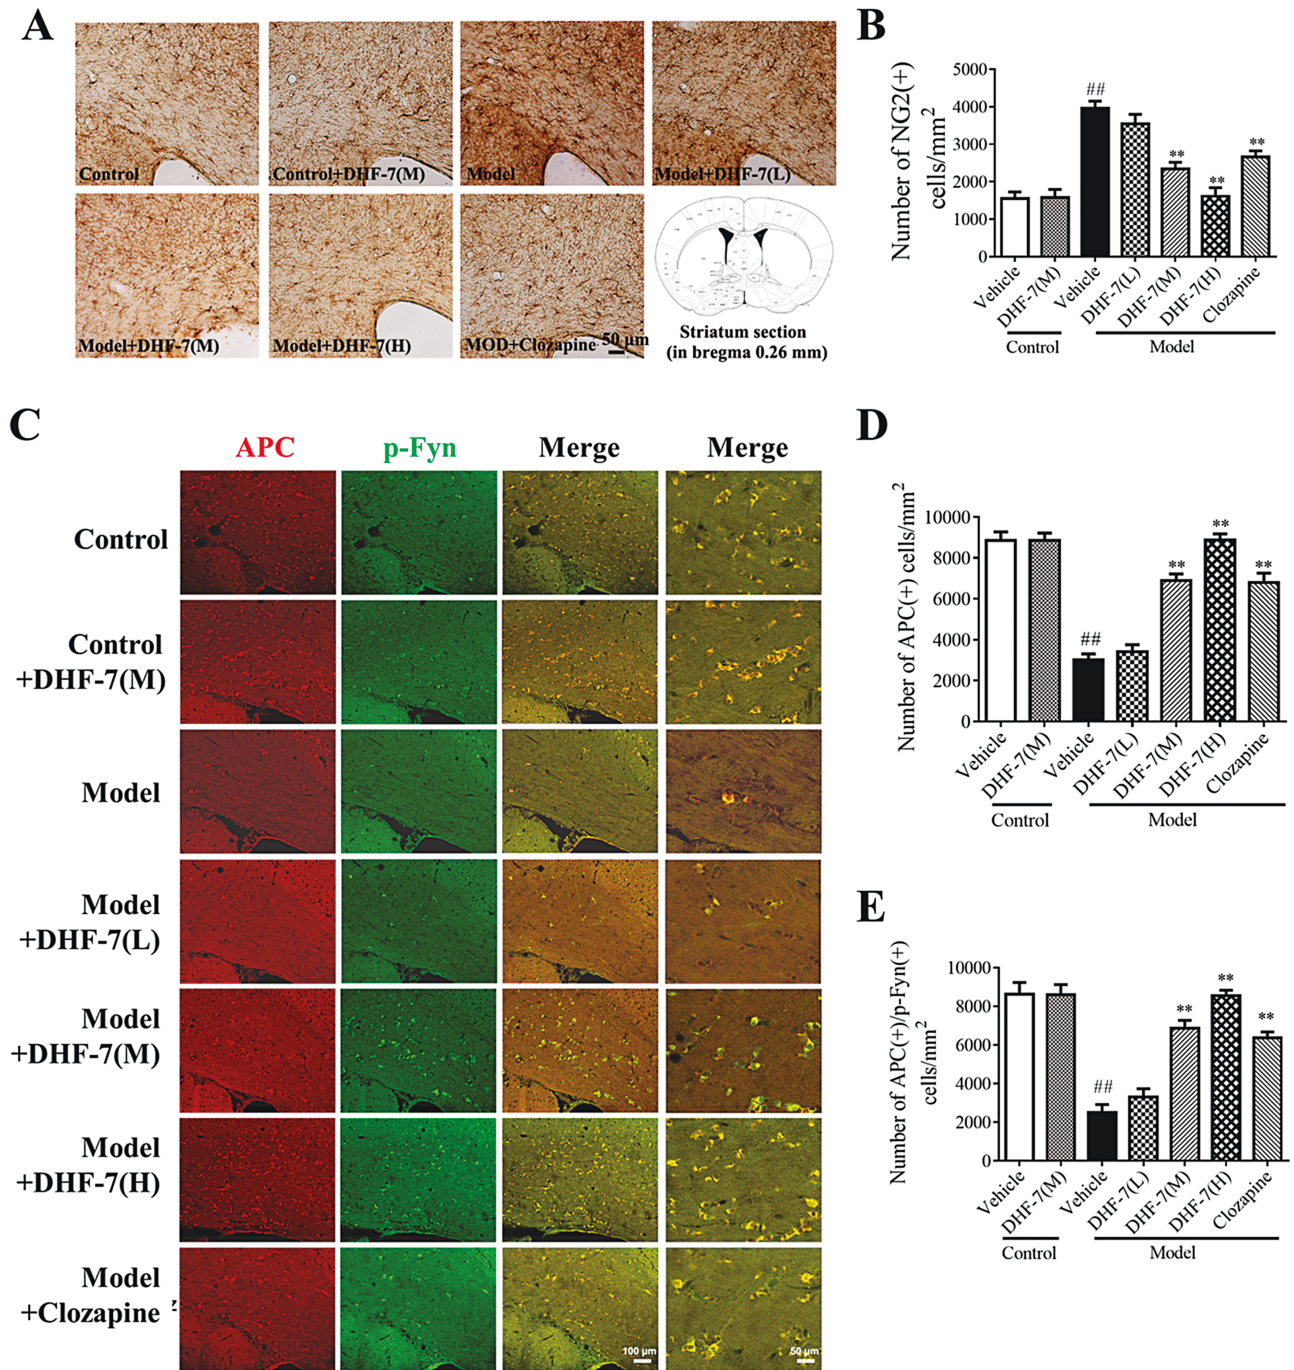 A
Control
Control+DHF-7(M)
Model
Model+DHF-7(L)
Model+DHF-7(M)
Model+DHF-7(H)
MOD+Clozapine
50 μm
Striatum section
(in bregma 0.26 mm)
B
Number of NG2(+)
cells/mm2
5000
4000
3000
2000
1000
0
##
**
**
**
Vehicle
DHF-7(M)
Vehicle
DHF-7(L)
DHF-7(M)
DHF-7(H)
Clozapine
Control
Model
C
APC
p-Fyn
Merge
Merge
Control
Control
+DHF-7(M)
Model
Model
+DHF-7(L)
Model
+DHF-7(M)
Model
+DHF-7(H)
Model
+Clozapine
100 μm
50 μm
D
Number of APC(+) cells/mm2
10000
8000
6000
4000
2000
0
##
**
**
**
Vehicle
DHF-7(M)
Vehicle
DHF-7(L)
DHF-7(M)
DHF-7(H)
Clozapine
Control
Model
E
Number of APC(+)/p-Fyn(+)
cells/mm2
10000
8000
6000
4000
2000
0
##
**
**
**
Vehicle
DHF-7(M)
Vehicle
DHF-7(L)
DHF-7(M)
DHF-7(H)
Clozapine
Control
Model